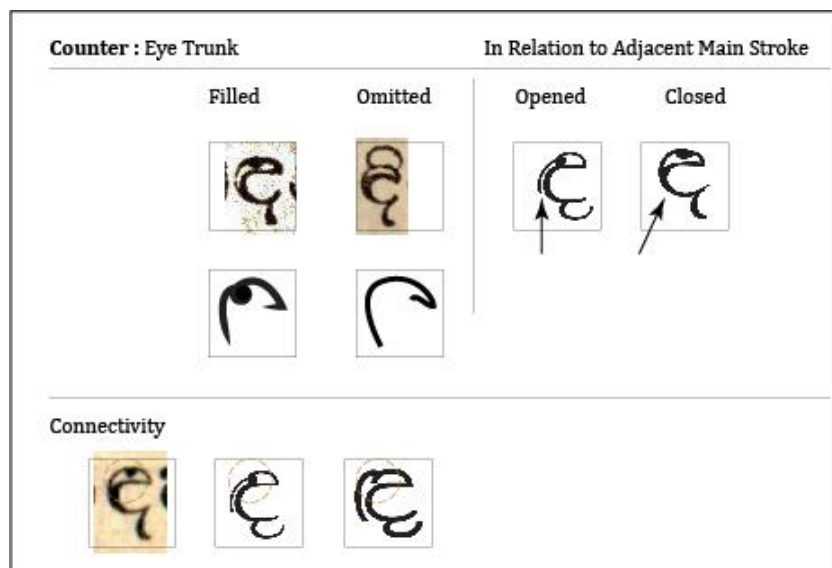 Counter : Eye Trunk
In Relation to Adjacent Main Stroke
Filled
Omitted
Opened
Closed
Connectivity